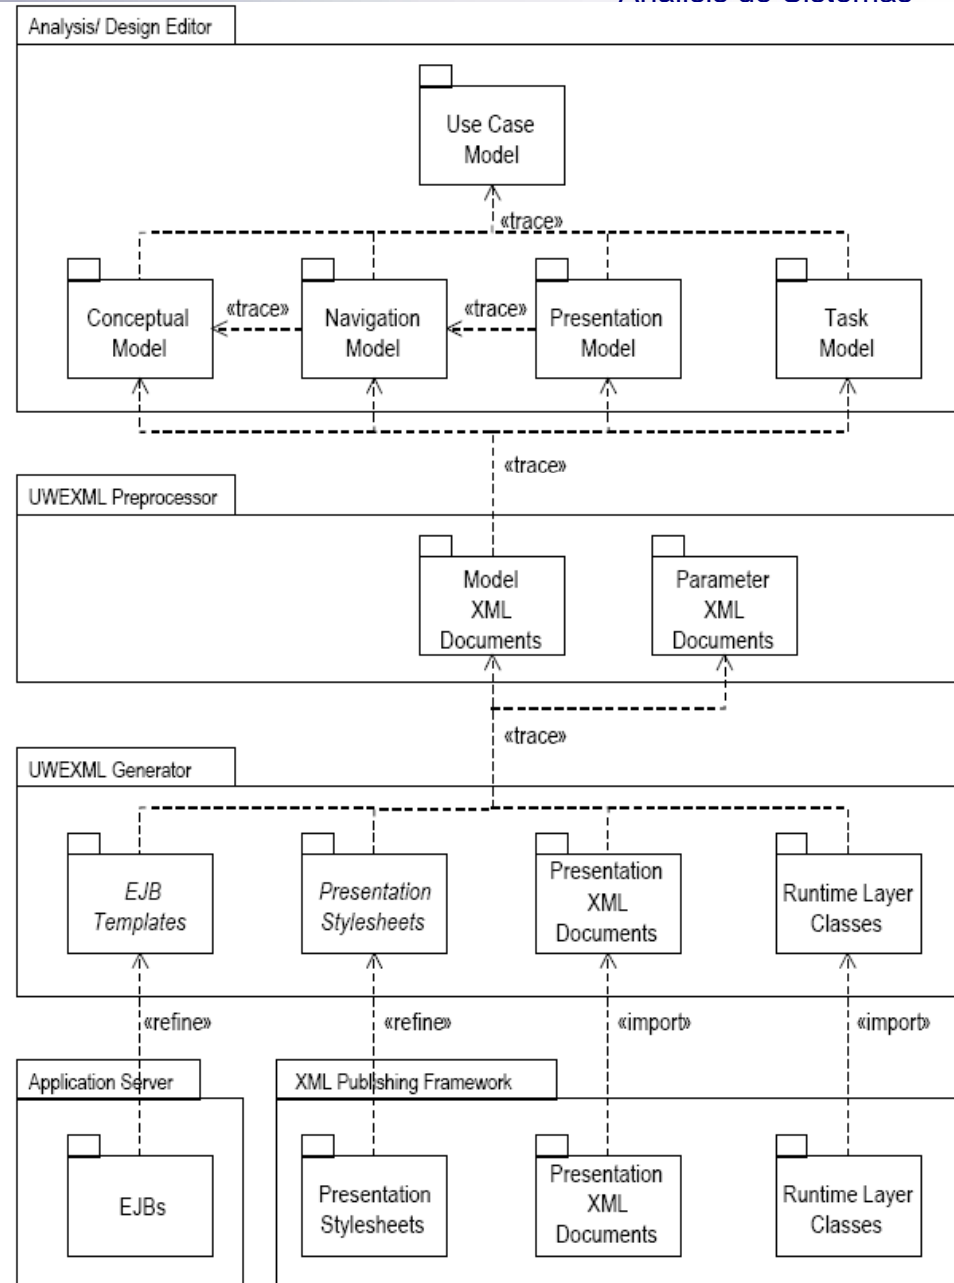 Analysis/ Design Editor
Use Case
Model
«trace»
Conceptual
Model
«trace»
Navigation
Model
«trace»
Presentation
Model
Task
Model
«trace»
UWEXML Preprocessor
Model
XML
Documents
Parameter
XML
Documents
«trace»
UWEXML Generator
EJB
Templates
Presentation
Stylesheets
Presentation
XML
Documents
Runtime Layer
Classes
«refine»
«refine»
«import»
«import»
Application Server
XML Publishing Framework
EJBs
Presentation
Stylesheets
Presentation
XML
Documents
Runtime Layer
Classes